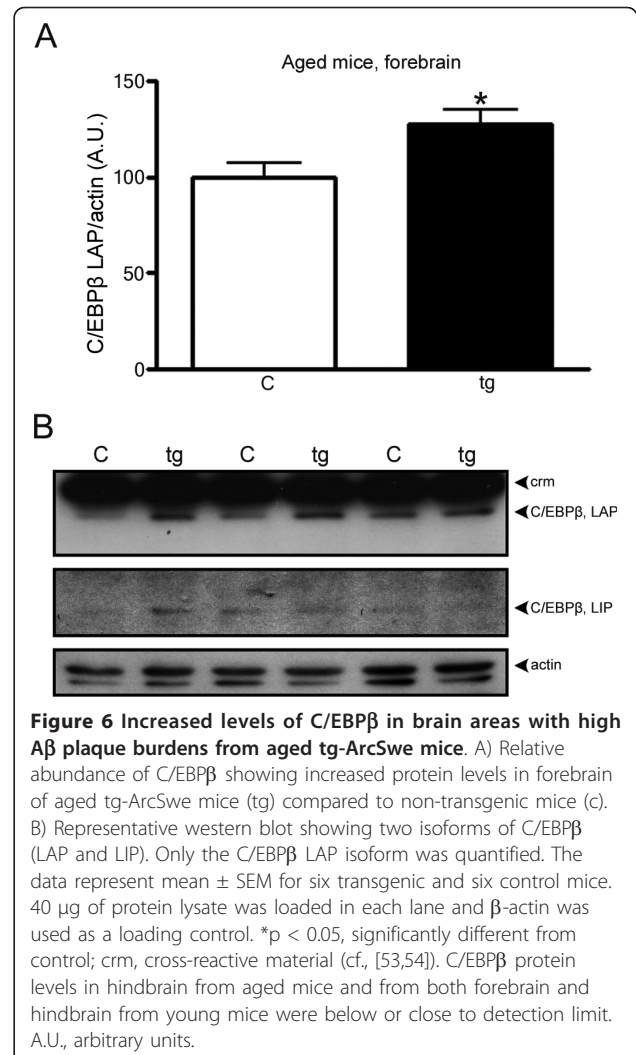 A
Aged mice, forebrain
C/EBPβ LAP/actin (A.U.)
150
100
50
0
*
C
tg
B
C tg C tg C tg
crm
C/EBPβ, LAP
C/EBPβ, LIP
actin
Figure 6 Increased levels of C/EBPβ in brain areas with high
Aβ plaque burdens from aged tg-ArcSwe mice. A) Relative
abundance of C/EBPβ showing increased protein levels in forebrain
of aged tg-ArcSwe mice (tg) compared to non-transgenic mice (c).
B) Representative western blot showing two isoforms of C/EBPβ
(LAP and LIP). Only the C/EBPβ LAP isoform was quantified. The
data represent mean ± SEM for six transgenic and six control mice.
40 μg of protein lysate was loaded in each lane and β-actin was
used as a loading control. *p < 0.05, significantly different from
control; crm, cross-reactive material (cf., [53,54]). C/EBPβ protein
levels in hindbrain from aged mice and from both forebrain and
hindbrain from young mice were below or close to detection limit.
A.U., arbitrary units.